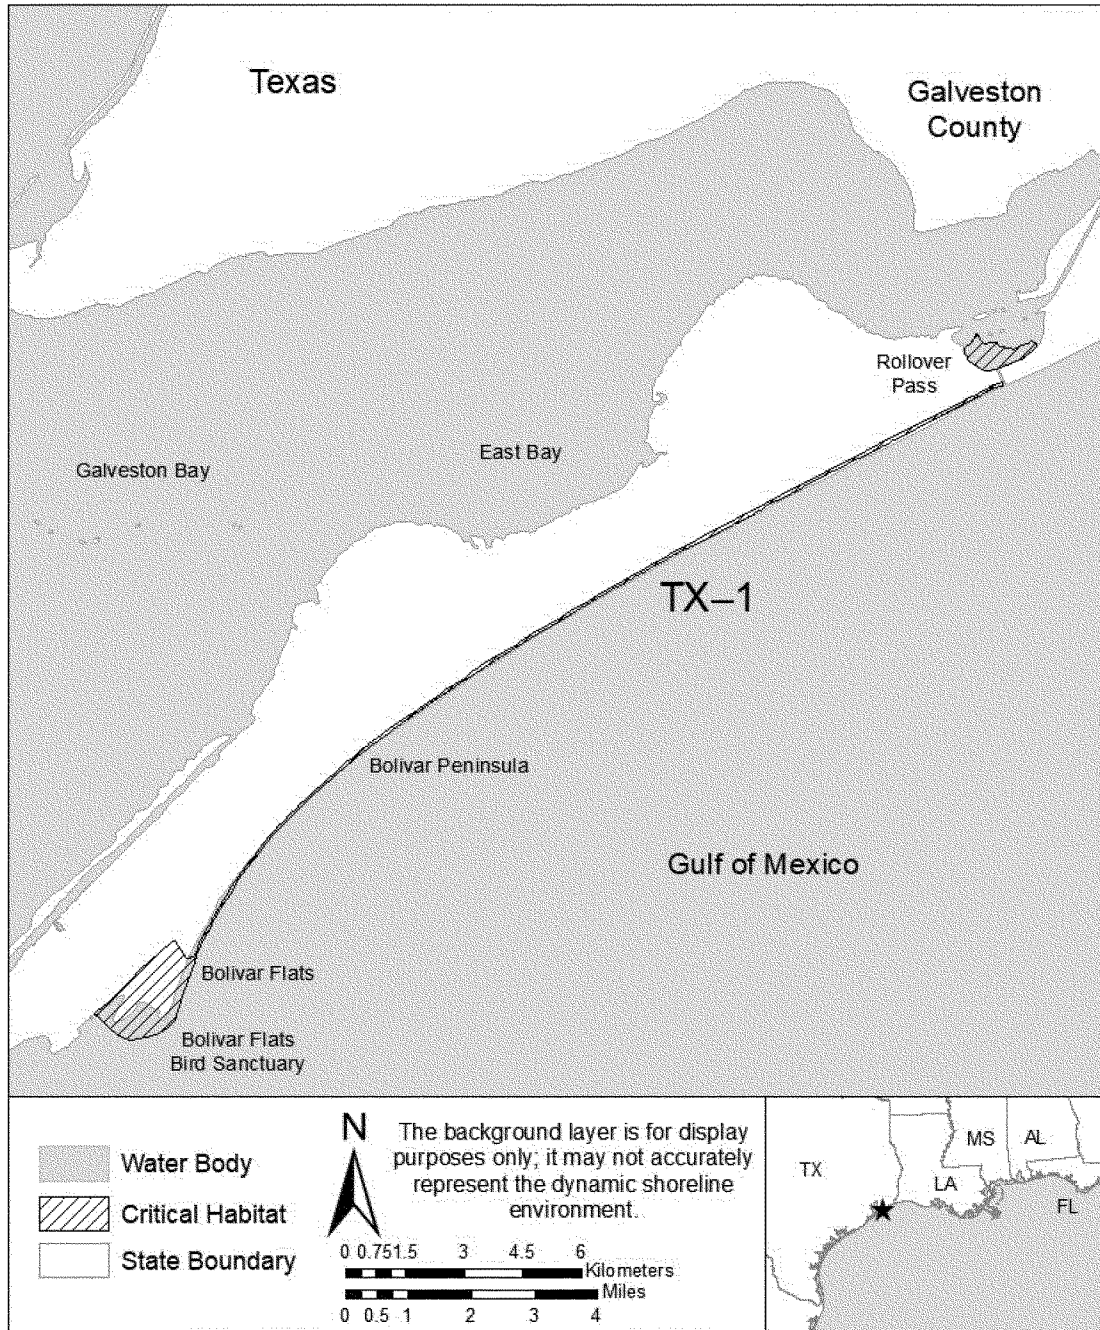 Texas
Galveston
County
Rollover
Pass
East Bay
Galveston Bay
TX–1
Bolivar Peninsula
Gulf of Mexico
Bolivar Flats
Bolivar Flats
Bird Sanctuary
Water Body
Critical Habitat
State Boundary
N
The background layer is for display
purposes only; it may not accurately
represent the dynamic shoreline
environment.
0 0.75 1.5 3 4.5 6
Kilometers
Miles
0 0.5 1 2 3 4
TX
LA
MS
AL
FL